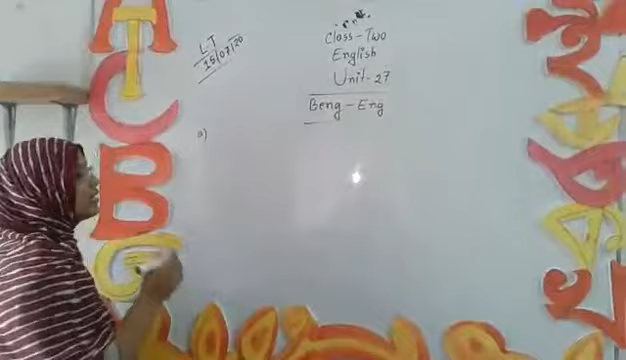 LT
15/07/20
Class-Two
English
Unit-27
Beng-Eng
a)
A
T
C
B
G